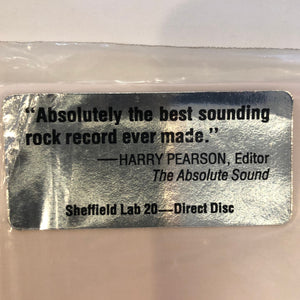 "Absolutely the best sounding
rock record ever made."
—HARRY PEARSON, Editor
The Absolute Sound
Sheffield Lab 20—Direct Disc